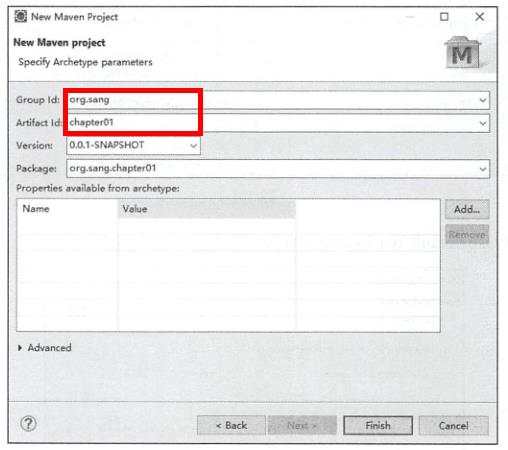 New Maven Project
New Maven project
Specify Archetype parameters
Group Id: org.sang
Artifact Id: chapter01
Version: 0.0.1-SNAPSHOT
Package: org.sang.chapter01
Properties available from archetype:
Name Value
Add...
Remove
Advanced
< Back Next > Finish Cancel